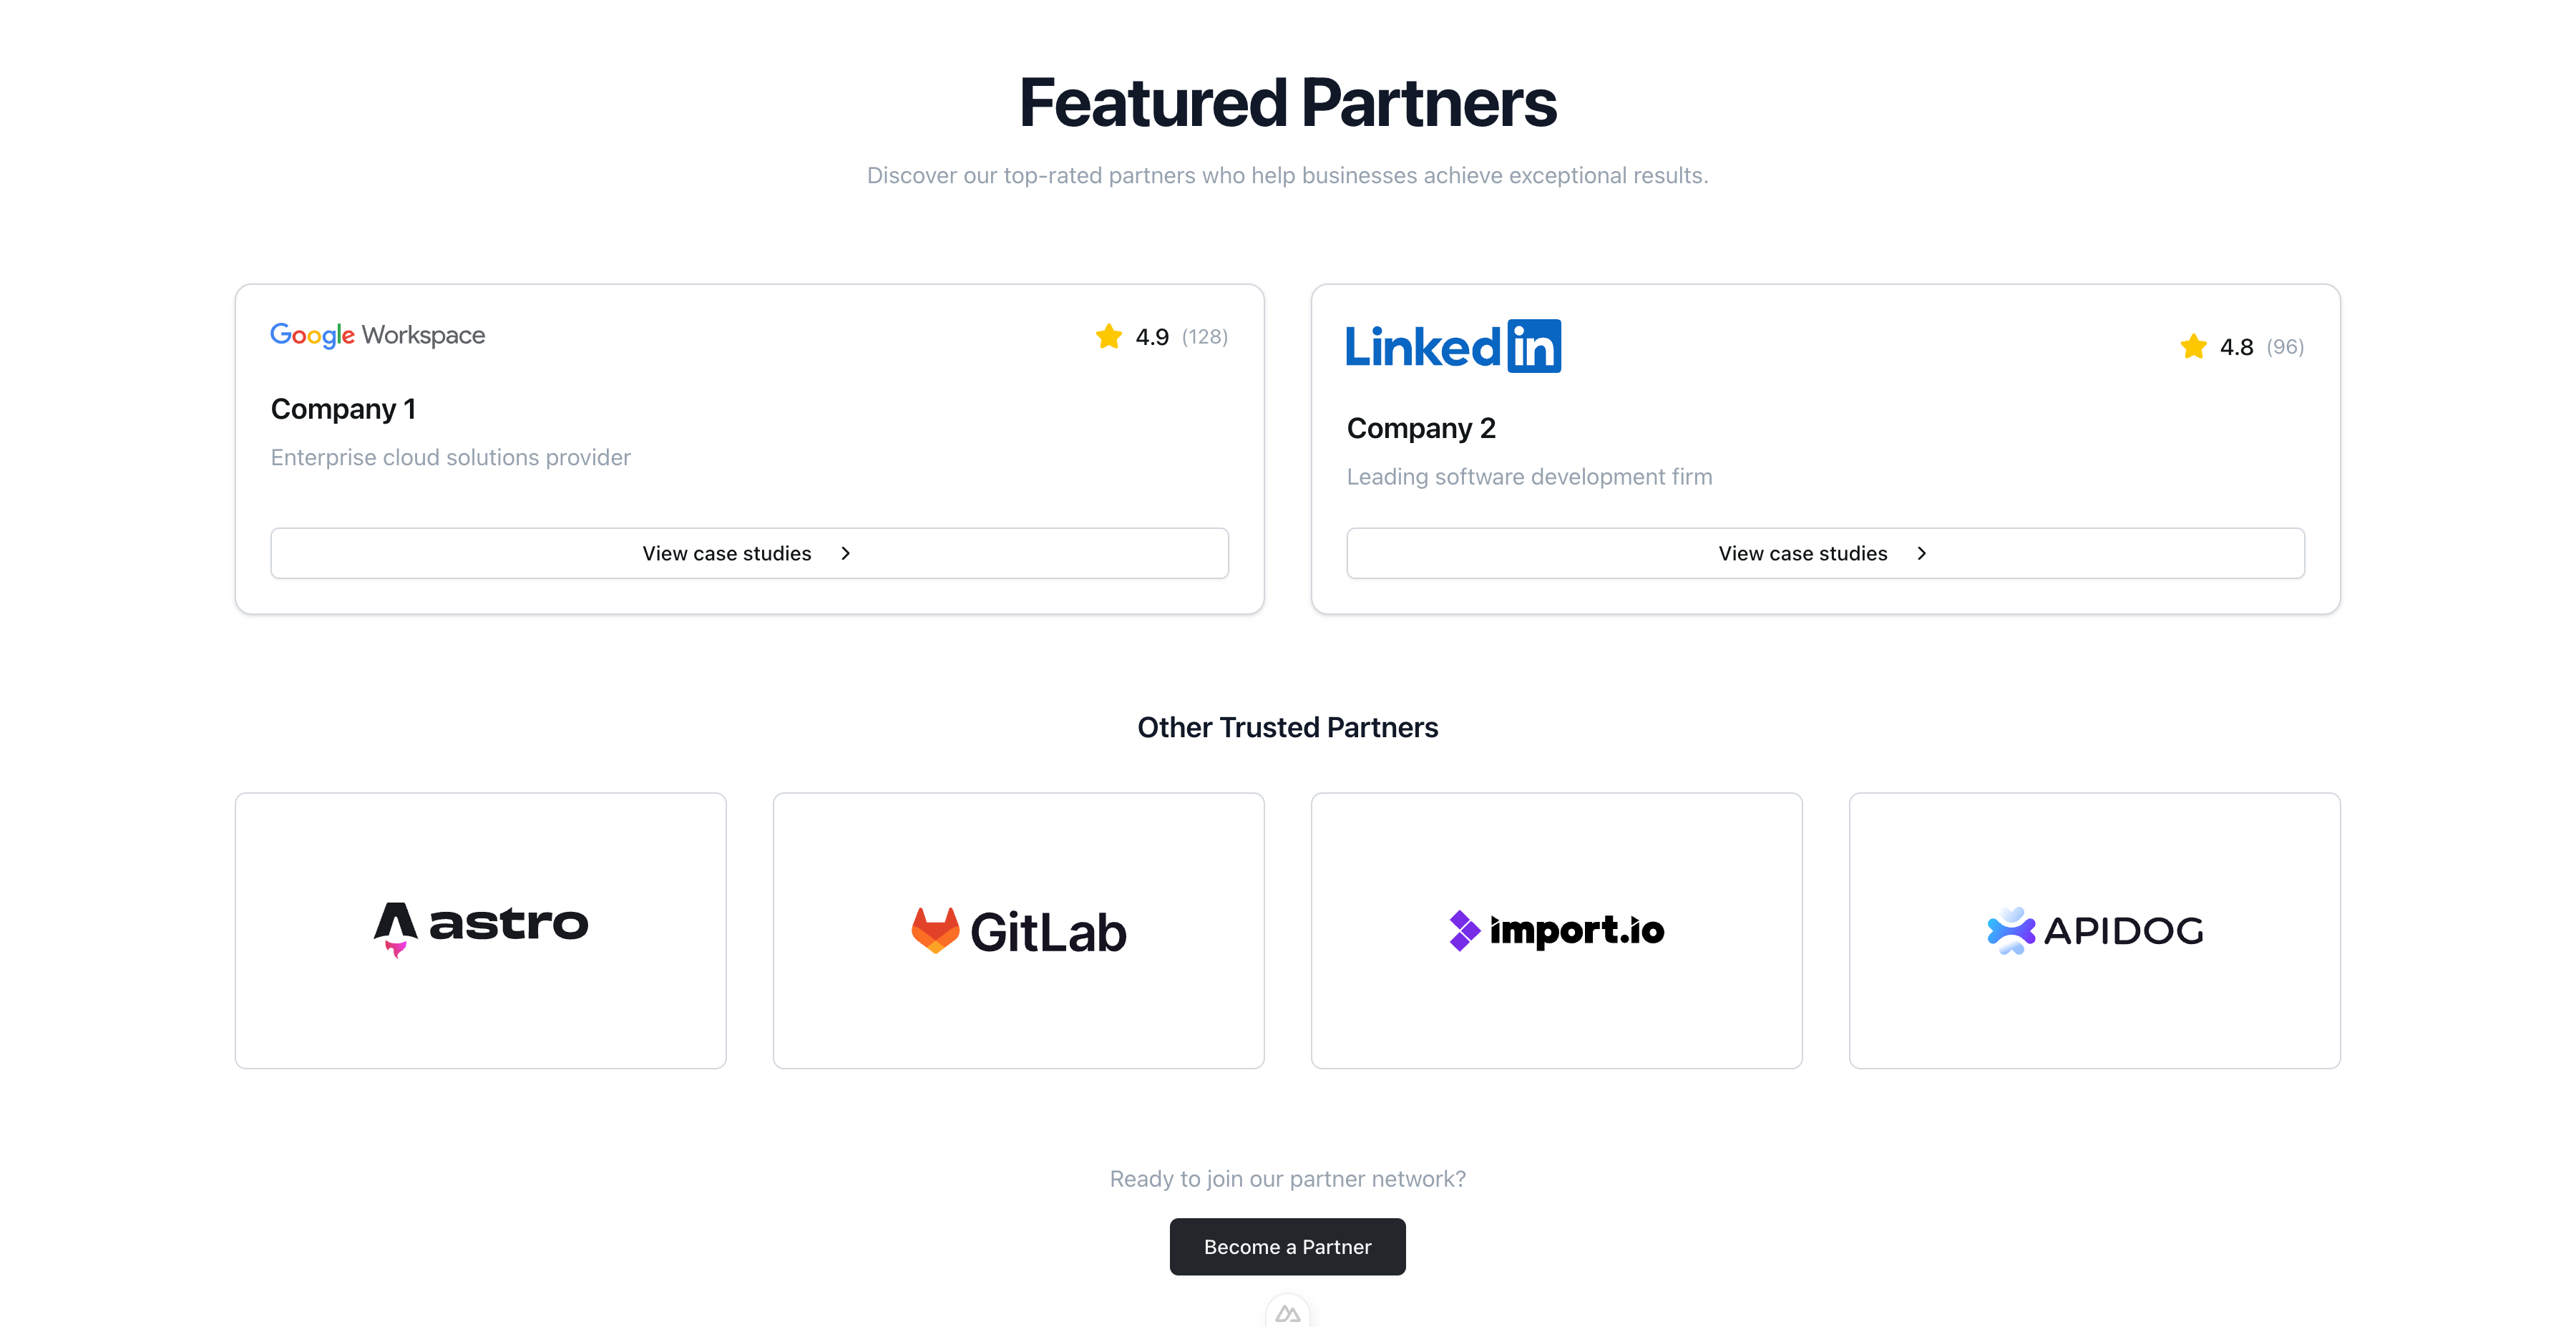 Featured Partners
Discover our top-rated partners who help businesses achieve exceptional results.
Google Workspace
4.9 (128)
Company 1
Enterprise cloud solutions provider
View case studies
Linked in
4.8 (96)
Company 2
Leading software development firm
View case studies
Other Trusted Partners
astro
GitLab
import.io
APIDOG
Ready to join our partner network?
Become a Partner